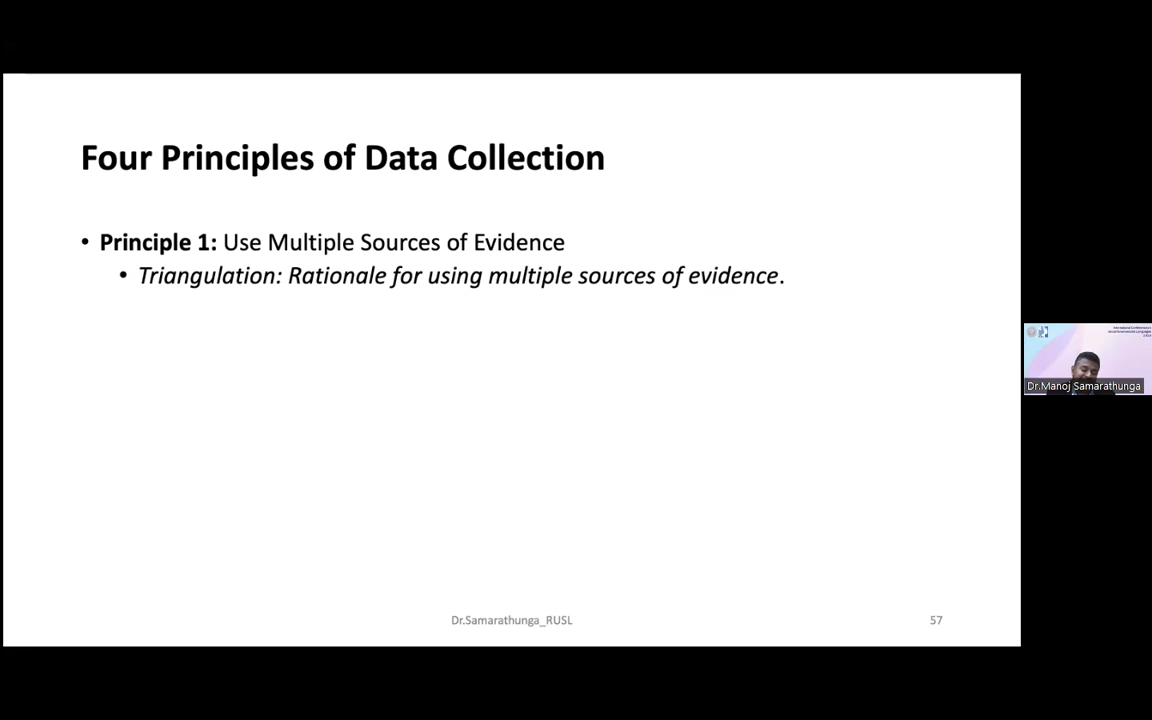 Four Principles of Data Collection
• Principle 1: Use Multiple Sources of Evidence
• Triangulation: Rationale for using multiple sources of evidence.
Dr.Manoj Samarathunga
Dr.Samarathunga_RUSL
57